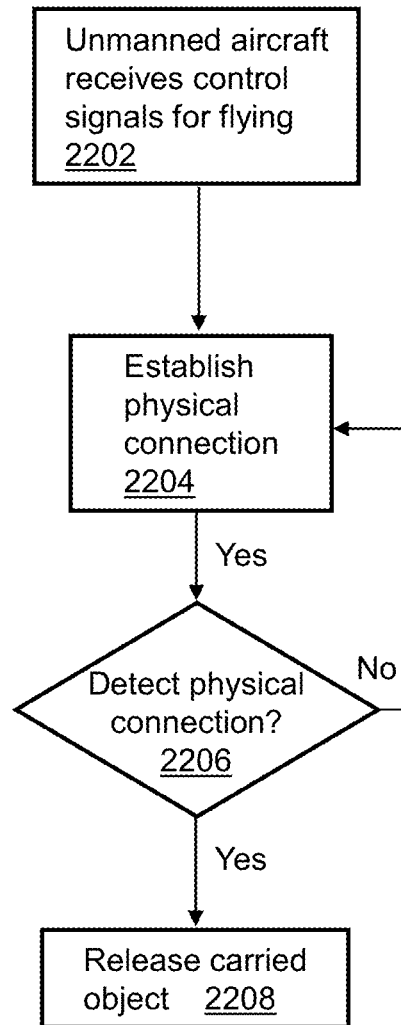 Unmanned aircraft
receives control
signals for flying
2202
Establish
physical
connection
2204
Yes
Detect physical
connection?
2206
No
Yes
Release carried
object 2208